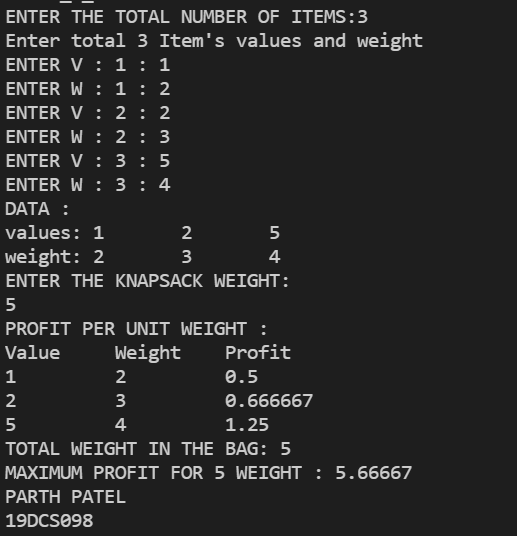 ENTER THE TOTAL NUMBER OF ITEMS:3
Enter total 3 Item's values and weight
ENTER V : 1 : 1
ENTER W : 1 : 2
ENTER V : 2 : 2
ENTER W : 2 : 3
ENTER V : 3 : 5
ENTER W : 3 : 4
DATA :
values: 1 2 5
weight: 2 3 4
ENTER THE KNAPSACK WEIGHT:
5
PROFIT PER UNIT WEIGHT :
Value Weight Profit
1 2 0.5
2 3 0.666667
5 4 1.25
TOTAL WEIGHT IN THE BAG: 5
MAXIMUM PROFIT FOR 5 WEIGHT : 5.66667
PARTH PATEL
19DCS098